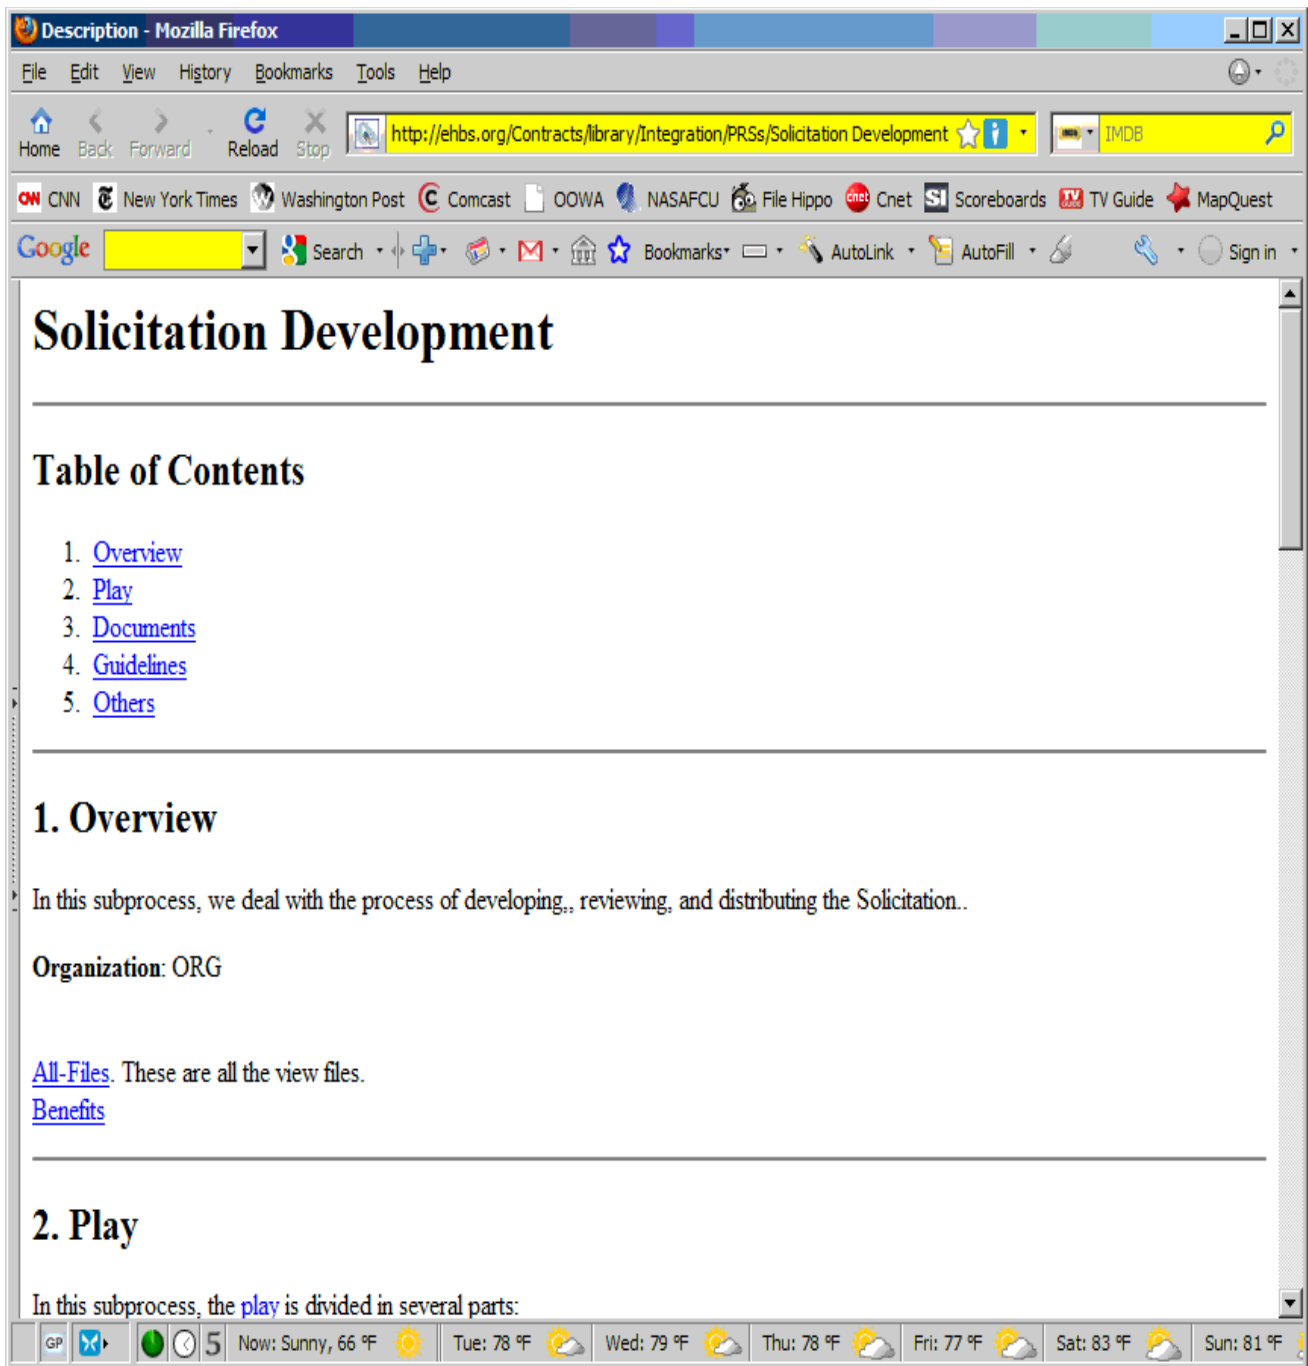 Description - Mozilla Firefox
File Edit View History Bookmarks Tools Help
Home Back Forward Reload Stop http://ehbs.org/Contracts/library/Integration/PRSs/Solicitation Development IMDB
CNN New York Times Washington Post Comcast OOWA NASAFCU File Hippo cnet Cnet SI Scoreboards TV Guide MapQuest
Google Search Bookmarks AutoLink AutoFill Sign in
Solicitation Development
Table of Contents
1. Overview
2. Play
3. Documents
4. Guidelines
5. Others
1. Overview
In this subprocess, we deal with the process of developing,, reviewing, and distributing the Solicitation..
Organization: ORG
All-Files. These are all the view files.
Benefits
2. Play
In this subprocess, the play is divided in several parts:
GP 5 Now: Sunny, 66 °F Tue: 78 °F Wed: 79 °F Thu: 78 °F Fri: 77 °F Sat: 83 °F Sun: 81 °F